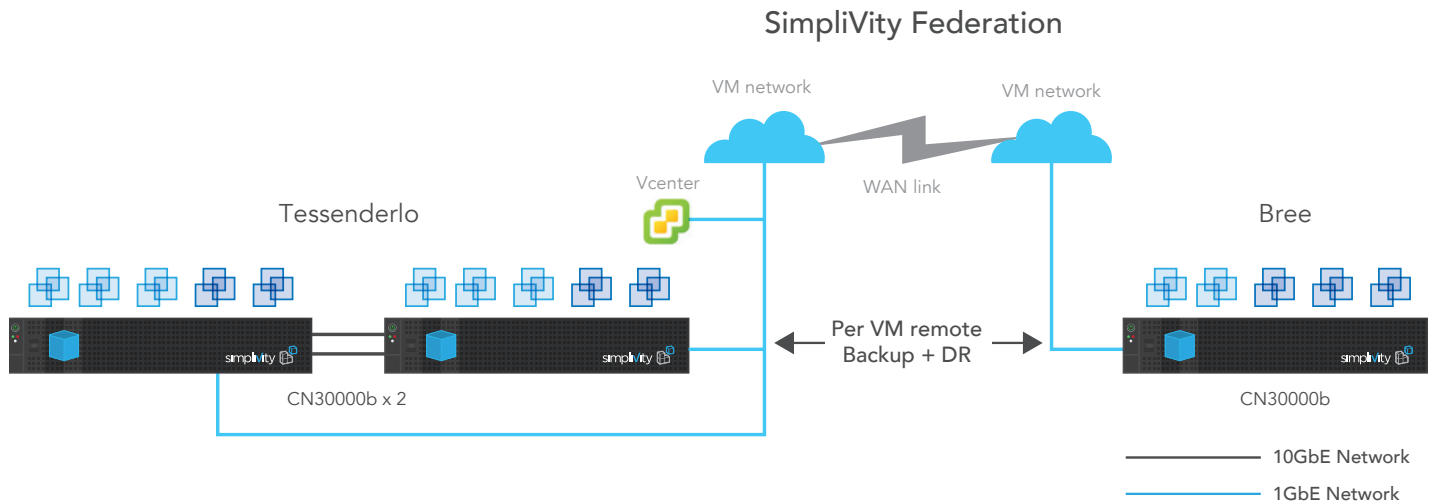 SimpliVity Federation
VM network
VM network
WAN link
Vcenter
Tessenderlo
Bree
Per VM remote
Backup + DR
simplivity
simplivity
simplivity
CN30000b x 2
CN30000b
10GbE Network
1GbE Network